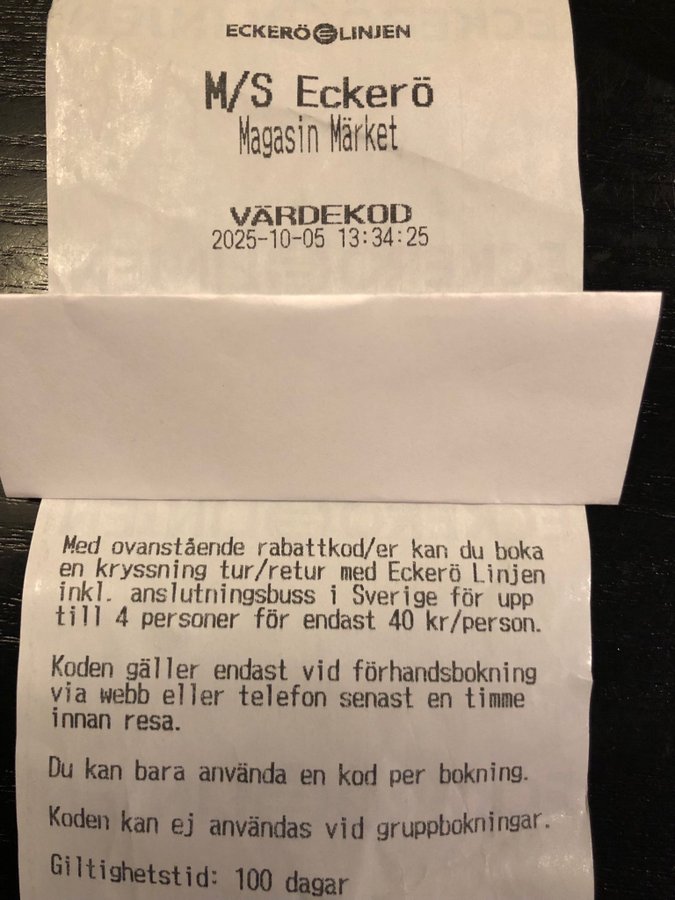 ECKERÖ LINJEN
M/S Eckerö
Magasin Märket
VÄRDEKOD
2025-10-05 13:34:25
Med ovanstående rabattkod/er kan du boka
en kryssning tur/retur med Eckerö Linjen
inkl. anslutningsbuss i Sverige för upp
till 4 personer för endast 40 kr/person.
Koden gäller endast vid förhandsbokning
via webb eller telefon senast en timme
innan resa.
Du kan bara använda en kod per bokning.
Koden kan ej användas vid gruppbokningar.
Giltighetstid: 100 dagar